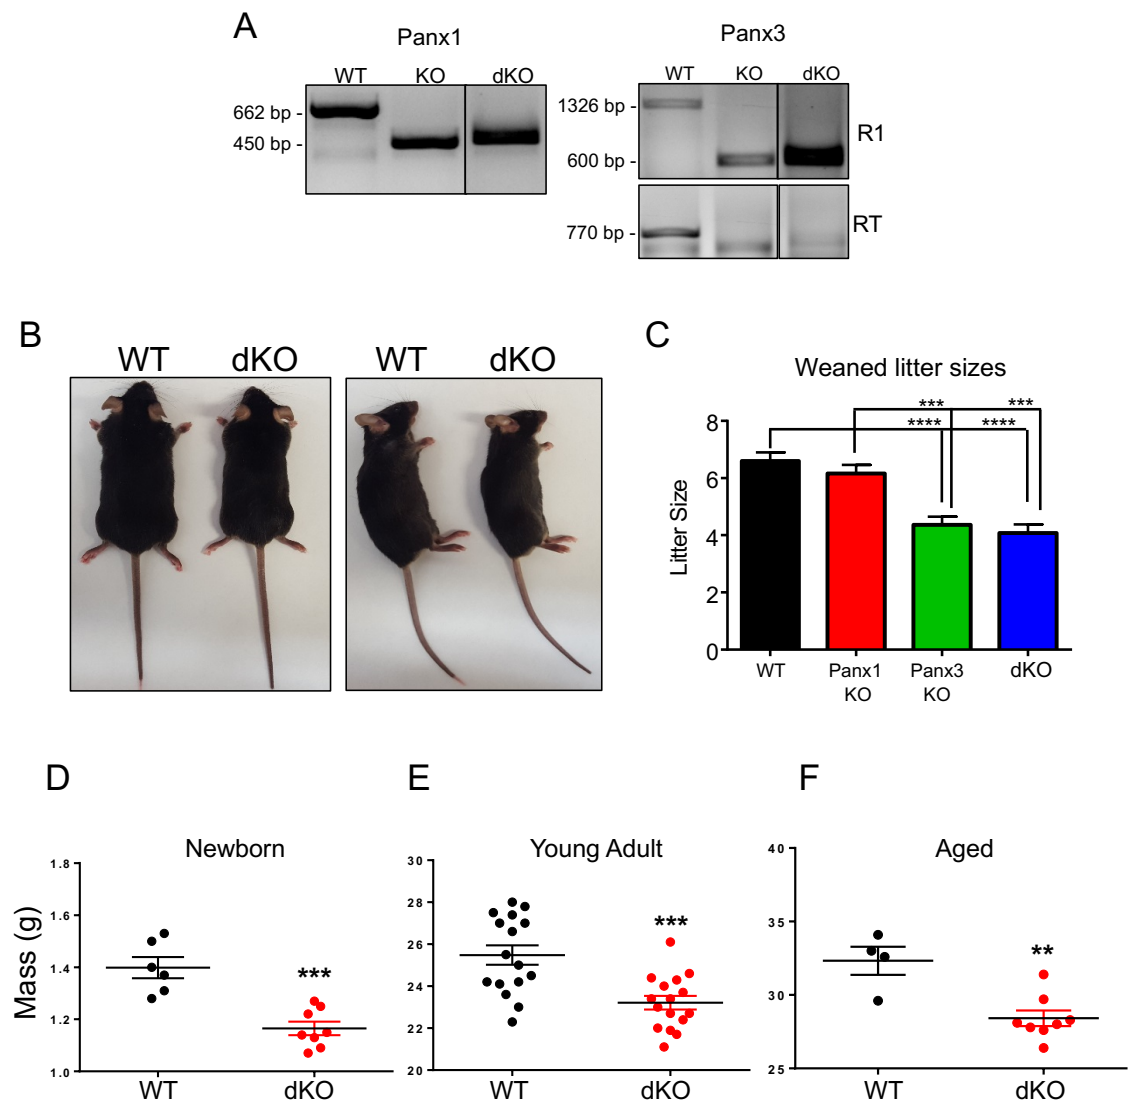 A
Panx1
Panx3
WT KO dKO
WT KO dKO
662 bp -
450 bp -
1326 bp -
600 bp -
R1
770 bp -
RT
B
WT dKO
WT dKO
C
Weaned litter sizes
*** ***
**** ****
Litter Size
8
6
4
2
0
WT
Panx1
KO
Panx3
KO
dKO
D
Newborn
Mass (g)
1.8
1.6
1.4
1.2
1.0
***
WT dKO
E
Young Adult
30
28
26
24
22
20
***
WT dKO
F
Aged
40
35
30
25
**
WT dKO